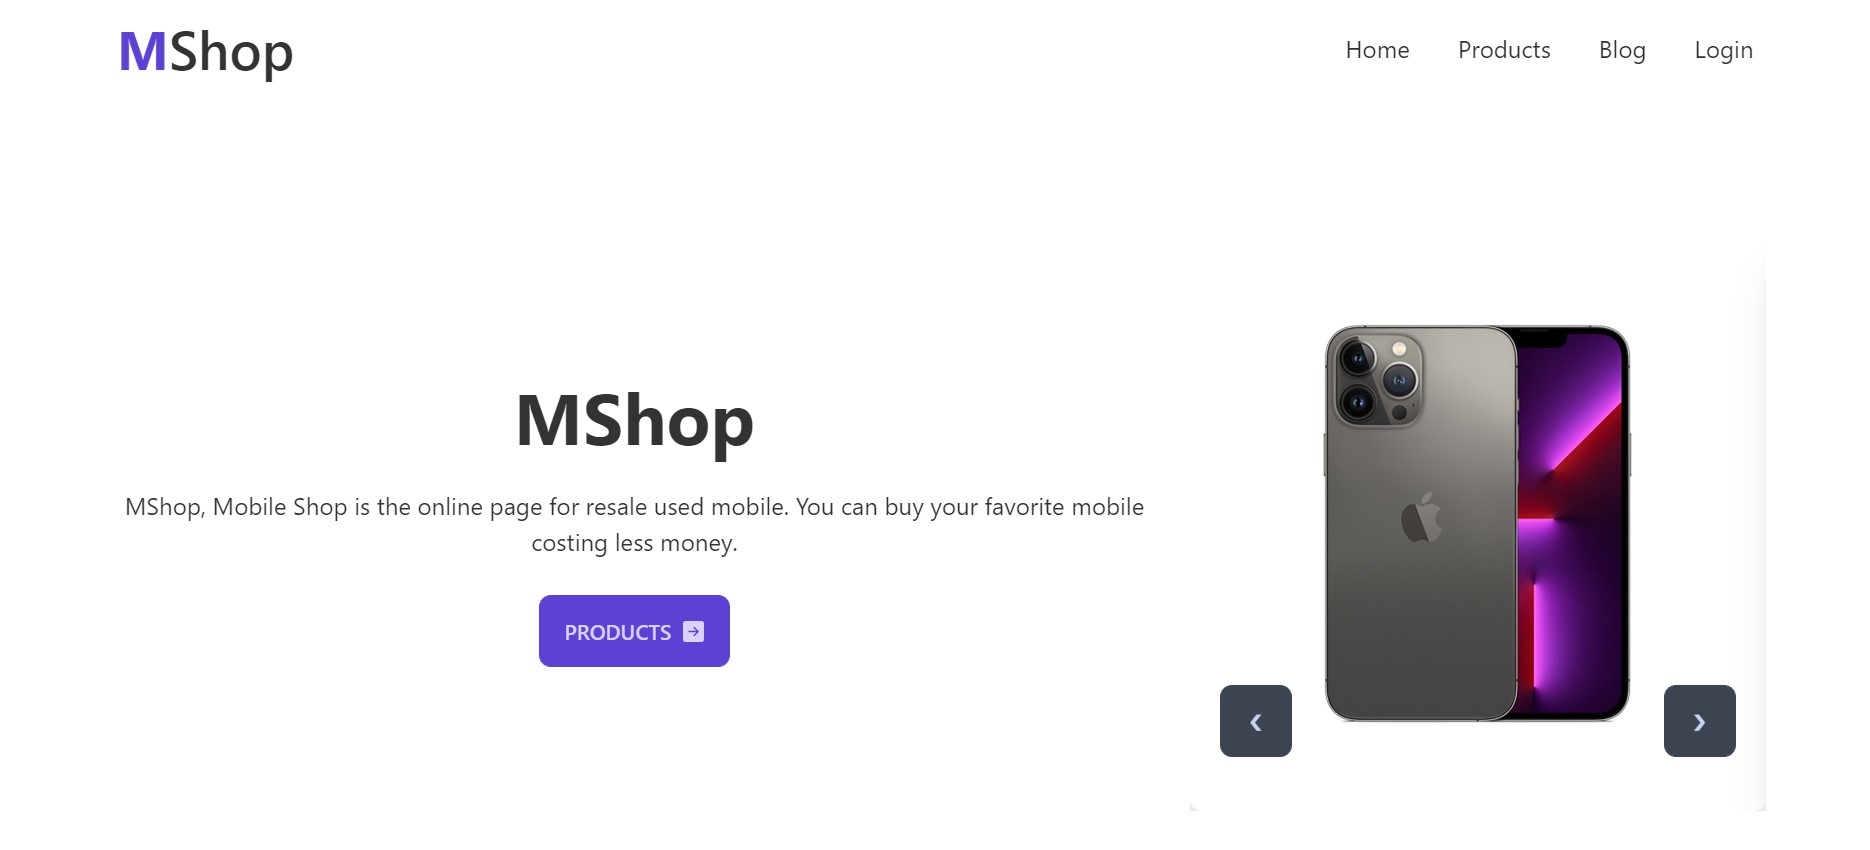 MShop
Home
Products
Blog
Login
MShop
MShop, Mobile Shop is the online page for resale used mobile. You can buy your favorite mobile
costing less money.
PRODUCTS
❮
❯